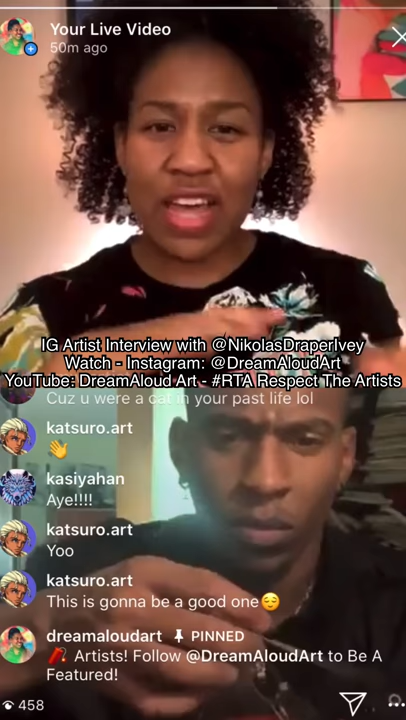 Your Live Video
50m ago
IG Artist Interview with @NikolasDraperIvey
Watch - Instagram: @DreamAloudArt
YouTube: DreamAloud Art - #RTA Respect The Artists
Cuz u were a cat in your past life lol
katsuro.art
👋
kasiyahan
Aye!!!!
katsuro.art
Yoo
katsuro.art
This is gonna be a good one😌
dreamaloudart 📌 PINNED
🧨 Artists! Follow @DreamAloudArt to Be A
Featured!
458